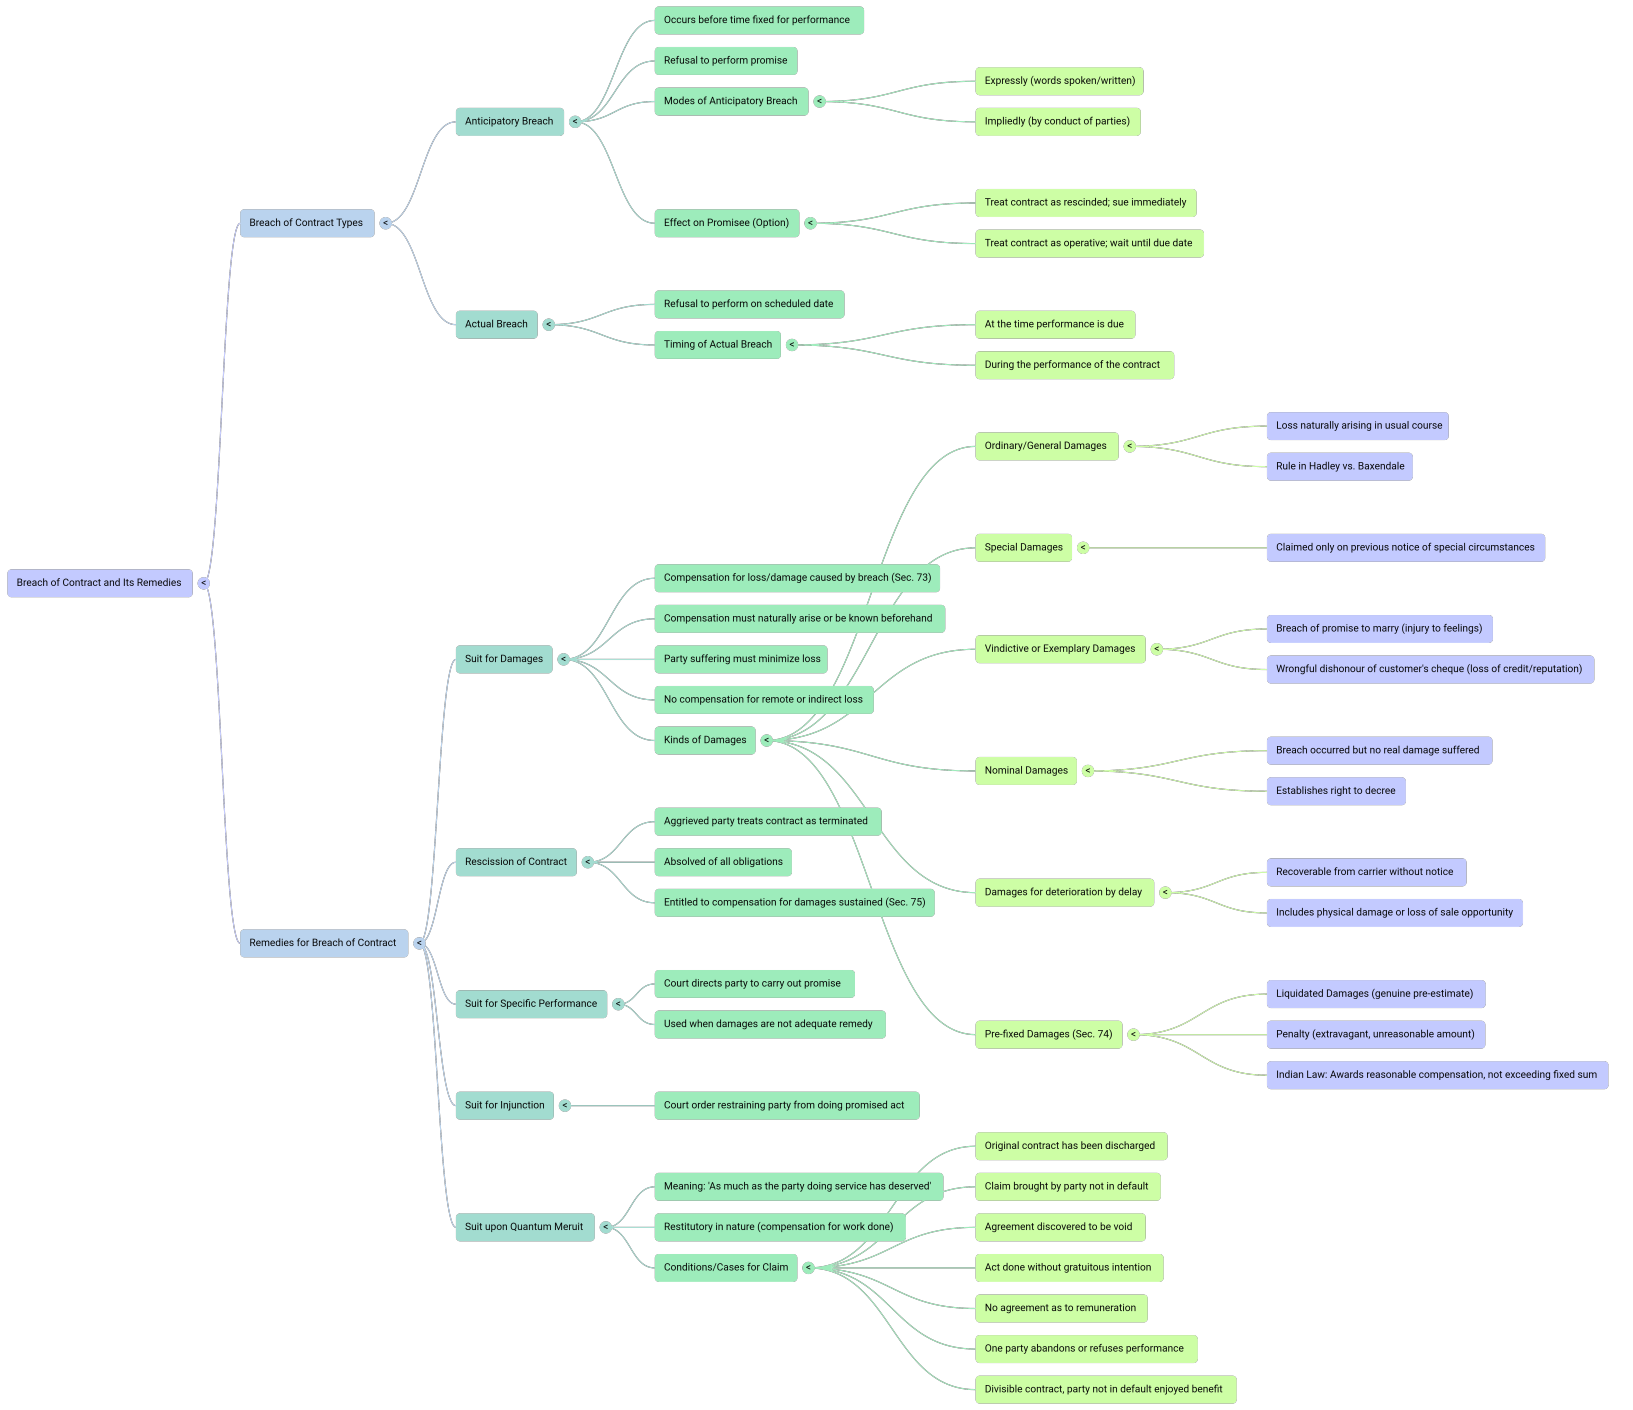 Breach of Contract and Its Remedies
Breach of Contract Types
Anticipatory Breach
Occurs before time fixed for performance
Refusal to perform promise
Modes of Anticipatory Breach
Expressly (words spoken/written)
Impliedly (by conduct of parties)
Effect on Promisee (Option)
Treat contract as rescinded; sue immediately
Treat contract as operative; wait until due date
Actual Breach
Refusal to perform on scheduled date
Timing of Actual Breach
At the time performance is due
During the performance of the contract
Remedies for Breach of Contract
Suit for Damages
Compensation for loss/damage caused by breach (Sec. 73)
Compensation must naturally arise or be known beforehand
Party suffering must minimize loss
No compensation for remote or indirect loss
Kinds of Damages
Ordinary/General Damages
Loss naturally arising in usual course
Rule in Hadley vs. Baxendale
Special Damages
Claimed only on previous notice of special circumstances
Vindictive or Exemplary Damages
Breach of promise to marry (injury to feelings)
Wrongful dishonour of customer's cheque (loss of credit/reputation)
Nominal Damages
Breach occurred but no real damage suffered
Establishes right to decree
Damages for deterioration by delay
Recoverable from carrier without notice
Includes physical damage or loss of sale opportunity
Pre-fixed Damages (Sec. 74)
Liquidated Damages (genuine pre-estimate)
Penalty (extravagant, unreasonable amount)
Indian Law: Awards reasonable compensation, not exceeding fixed sum
Rescission of Contract
Aggrieved party treats contract as terminated
Absolved of all obligations
Entitled to compensation for damages sustained (Sec. 75)
Suit for Specific Performance
Court directs party to carry out promise
Used when damages are not adequate remedy
Suit for Injunction
Court order restraining party from doing promised act
Suit upon Quantum Meruit
Meaning: 'As much as the party doing service has deserved'
Restitutory in nature (compensation for work done)
Conditions/Cases for Claim
Original contract has been discharged
Claim brought by party not in default
Agreement discovered to be void
Act done without gratuitous intention
No agreement as to remuneration
One party abandons or refuses performance
Divisible contract, party not in default enjoyed benefit